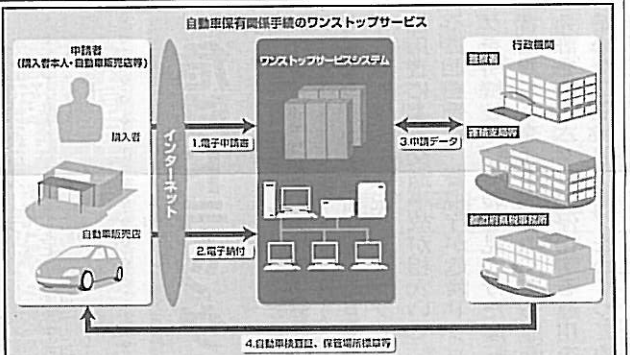 自動車保有関係手続のワンストップサービス
申請者
(購入者本人・自動車販売店等)
購入者
自動車販売店
インターネット
1.電子申請書
2.電子納付
ワンストップサービスシステム
3.申請データ
行政機関
警察署
運輸支局等
都道府県税事務所
4.自動車検査証、保管場所標章等